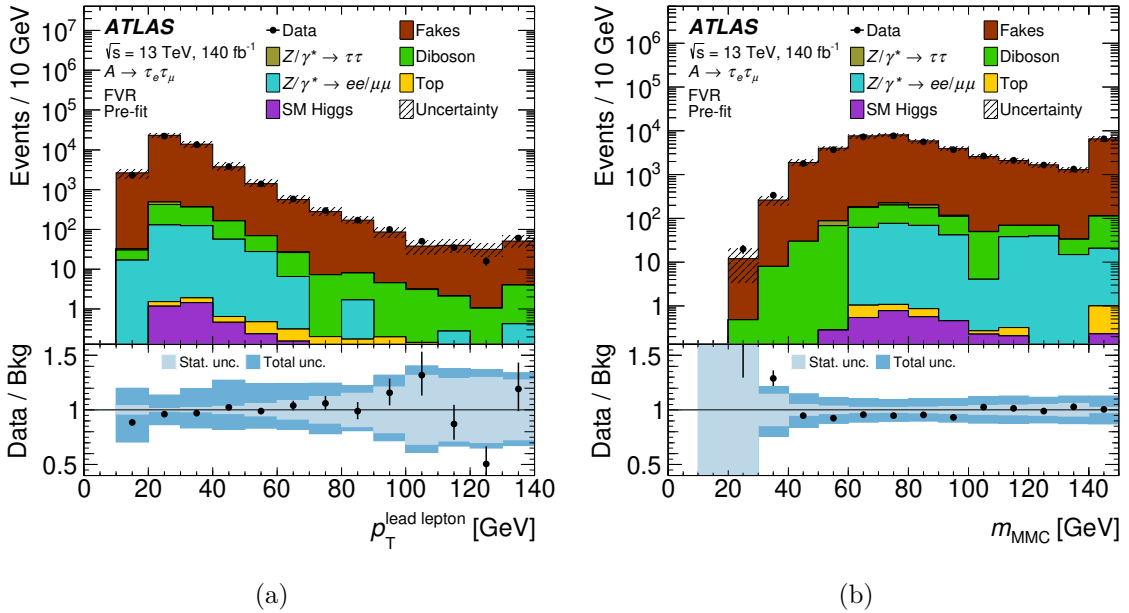 Events / 10 GeV
10⁷
10⁶
10⁵
10⁴
10³
10²
10
1
ATLAS
√s = 13 TeV, 140 fb⁻¹
A → τₑτ_μ
FVR
Pre-fit
Data
Z/γ* → ττ
Z/γ* → ee/μμ
SM Higgs
Fakes
Diboson
Top
Uncertainty
Data / Bkg
1.5
1
0.5
Stat. unc.
Total unc.
0 20 40 60 80 100 120 140
p_T^{lead lepton} [GeV]
(a)
Events / 10 GeV
10⁶
10⁵
10⁴
10³
10²
10
1
ATLAS
√s = 13 TeV, 140 fb⁻¹
A → τₑτ_μ
FVR
Pre-fit
Data
Z/γ* → ττ
Z/γ* → ee/μμ
SM Higgs
Fakes
Diboson
Top
Uncertainty
Data / Bkg
1.5
1
0.5
Stat. unc.
Total unc.
0 20 40 60 80 100 120 140
m_MMC [GeV]
(b)